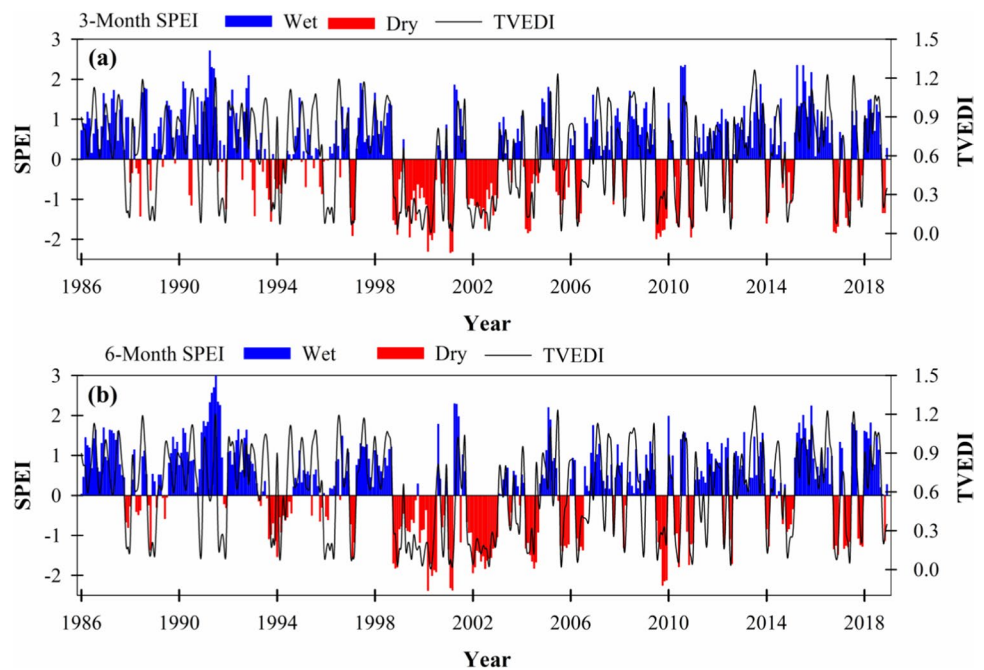 3-Month SPEI Wet Dry TVEDI
(a)
SPEI
3
2
1
0
-1
-2
1.5
1.2
0.9
0.6
0.3
0.0
TVEDI
1986 1990 1994 1998 2002 2006 2010 2014 2018
Year
6-Month SPEI Wet Dry TVEDI
(b)
SPEI
3
2
1
0
-1
-2
1.5
1.2
0.9
0.6
0.3
0.0
TVEDI
1986 1990 1994 1998 2002 2006 2010 2014 2018
Year